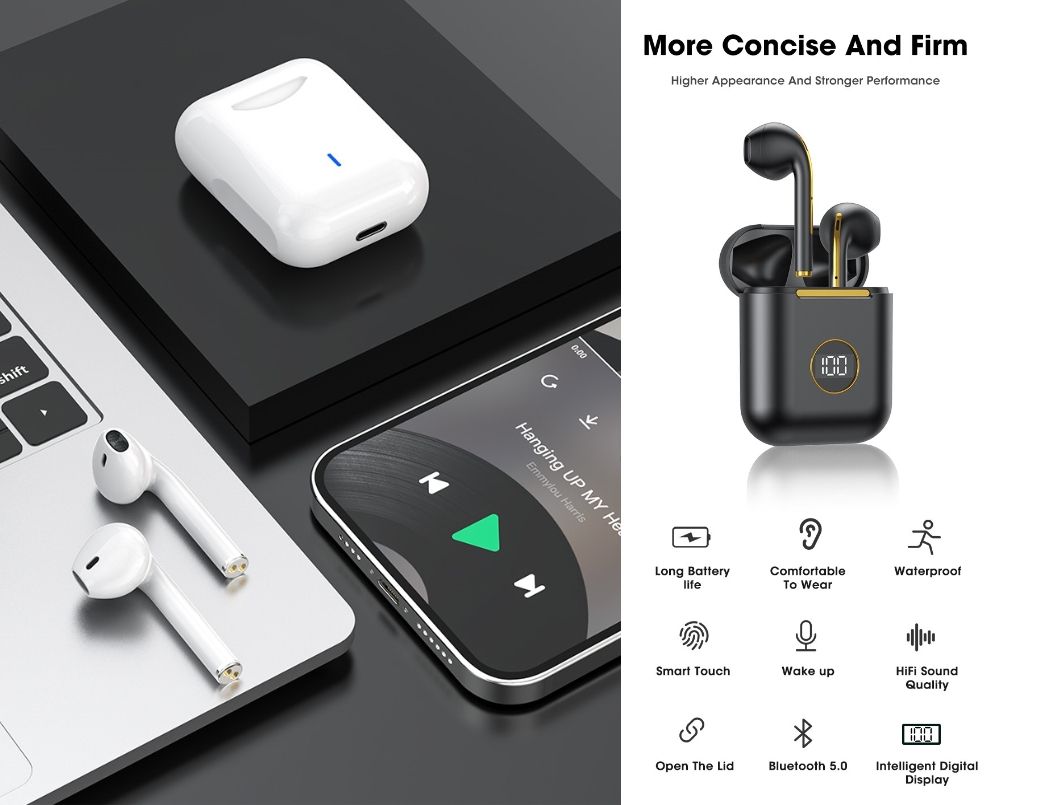 shift
0:00
Hanging UP MY
Emmylou Harris
More Concise And Firm
Higher Appearance And Stronger Performance
100
Long Battery
life
Comfortable
To Wear
Waterproof
Smart Touch
Wake up
HiFi Sound
Quality
100
Open The Lid
Bluetooth 5.0
Intelligent Digital
Display